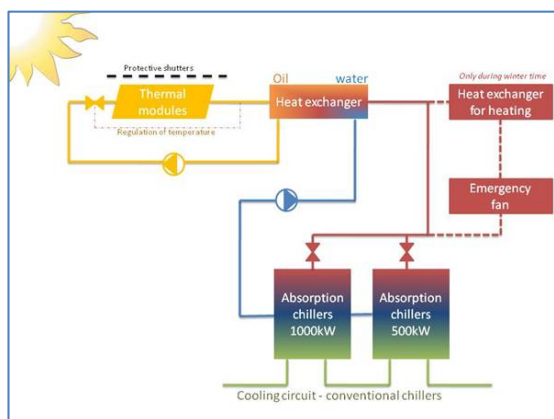 Protective shutters
Thermal
modules
Regulation of temperature
Oil
water
Heat exchanger
Only during winter time
Heat exchanger
for heating
Emergency
fan
Absorption
chillers
1000kW
Absorption
chillers
500kW
Cooling circuit - conventional chillers